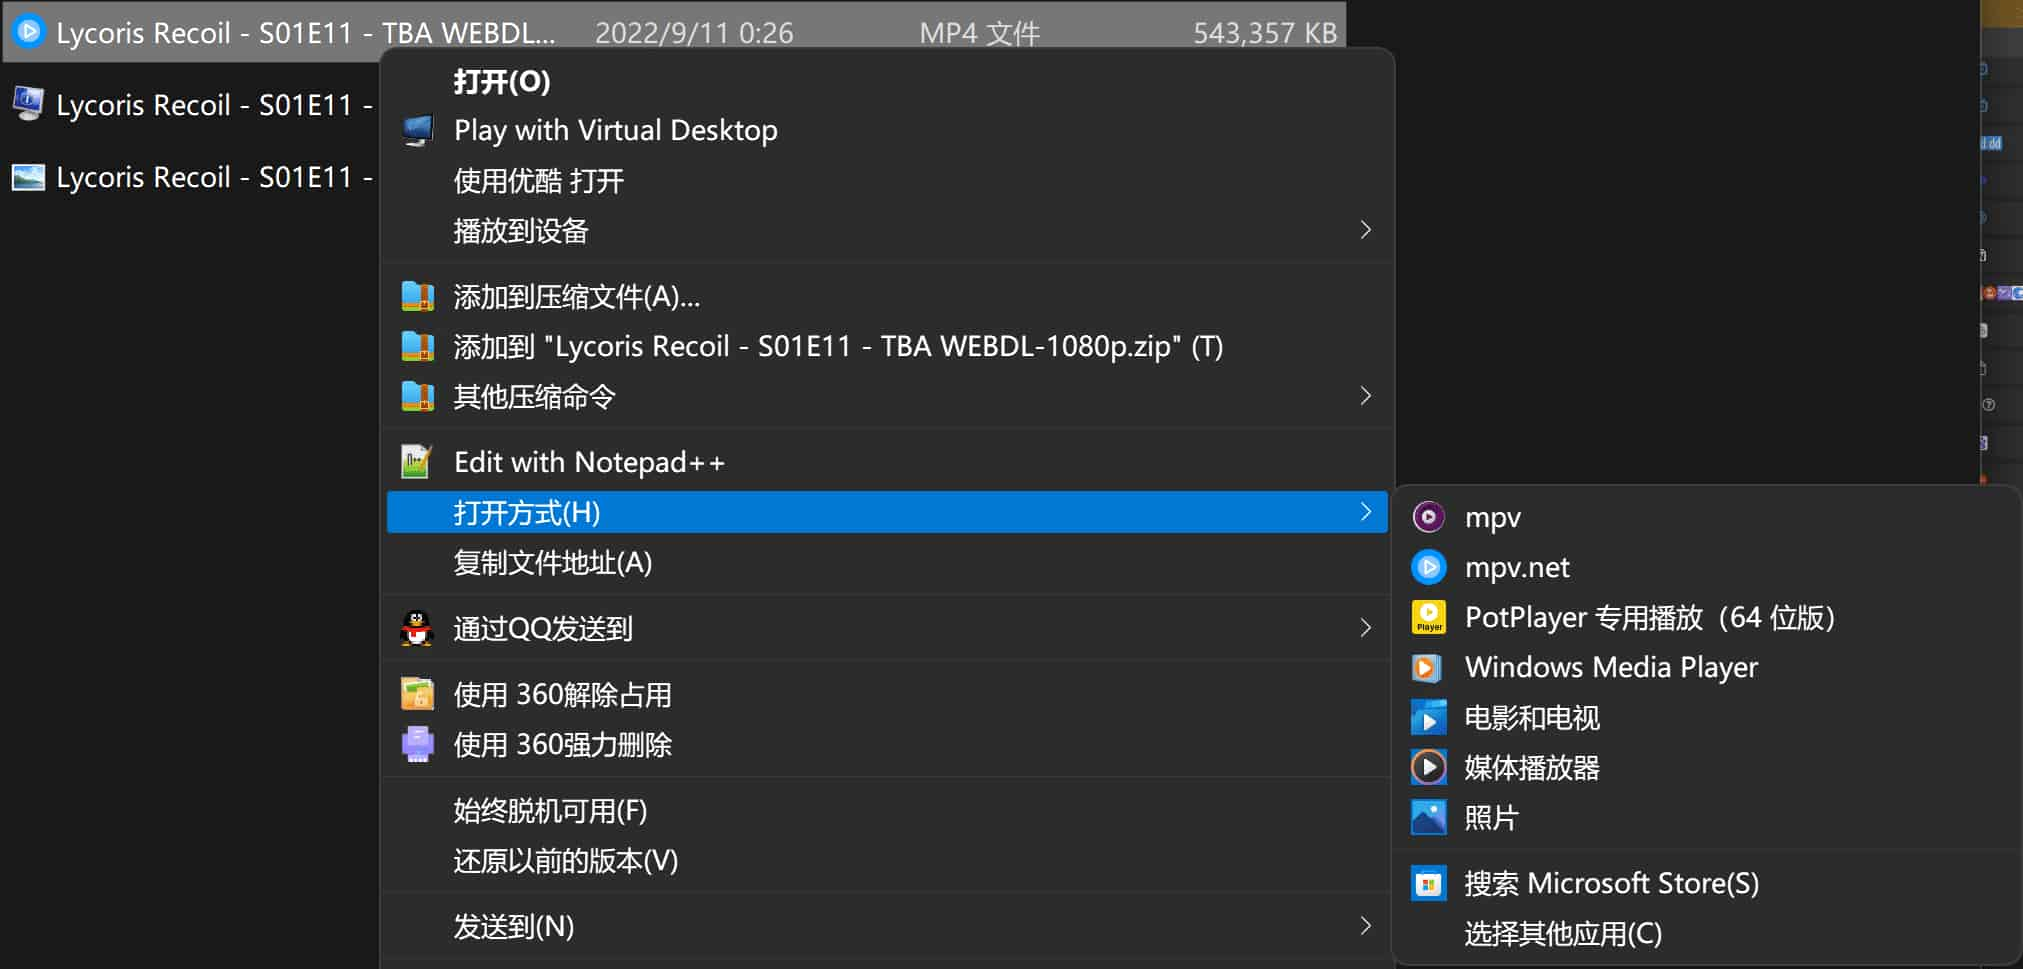 Lycoris Recoil - S01E11 - TBA WEBDL... 2022/9/11 0:26 MP4 文件 543,357 KB
Lycoris Recoil - S01E11 -
Lycoris Recoil - S01E11 -
打开(O)
Play with Virtual Desktop
使用优酷 打开
播放到设备
添加到压缩文件(A)...
添加到 "Lycoris Recoil - S01E11 - TBA WEBDL-1080p.zip" (T)
其他压缩命令
Edit with Notepad++
打开方式(H)
复制文件地址(A)
通过QQ发送到
使用 360解除占用
使用 360强力删除
始终脱机可用(F)
还原以前的版本(V)
发送到(N)
mpv
mpv.net
PotPlayer 专用播放（64 位版）
Windows Media Player
电影和电视
媒体播放器
照片
搜索 Microsoft Store(S)
选择其他应用(C)